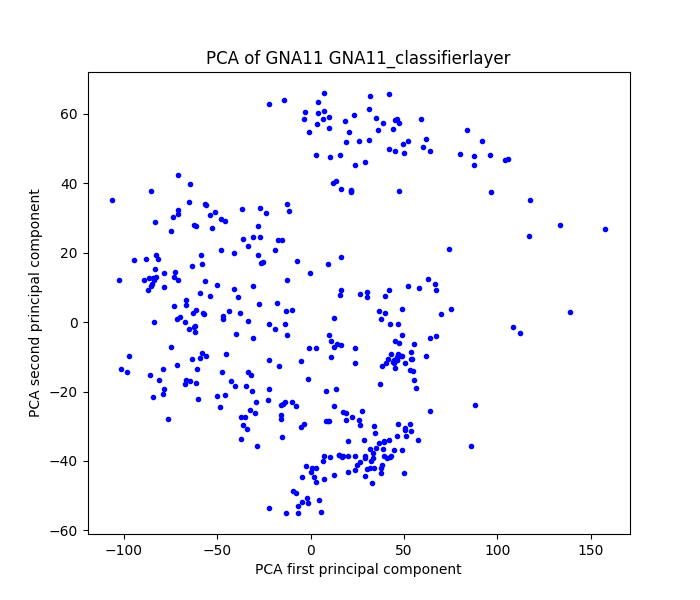 PCA of GNA11 GNA11_classifierlayer
60
40
20
0
−20
−40
−60
PCA second principal component
−100 −50 0 50 100 150
PCA first principal component